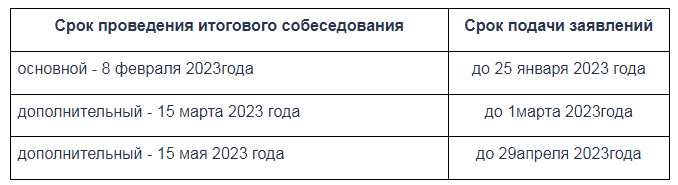 Срок проведения итогового собеседования Срок подачи заявлений
основной - 8 февраля 2023года до 25 января 2023 года
дополнительный - 15 марта 2023 года до 1марта 2023года
дополнительный - 15 мая 2023 года до 29апреля 2023года